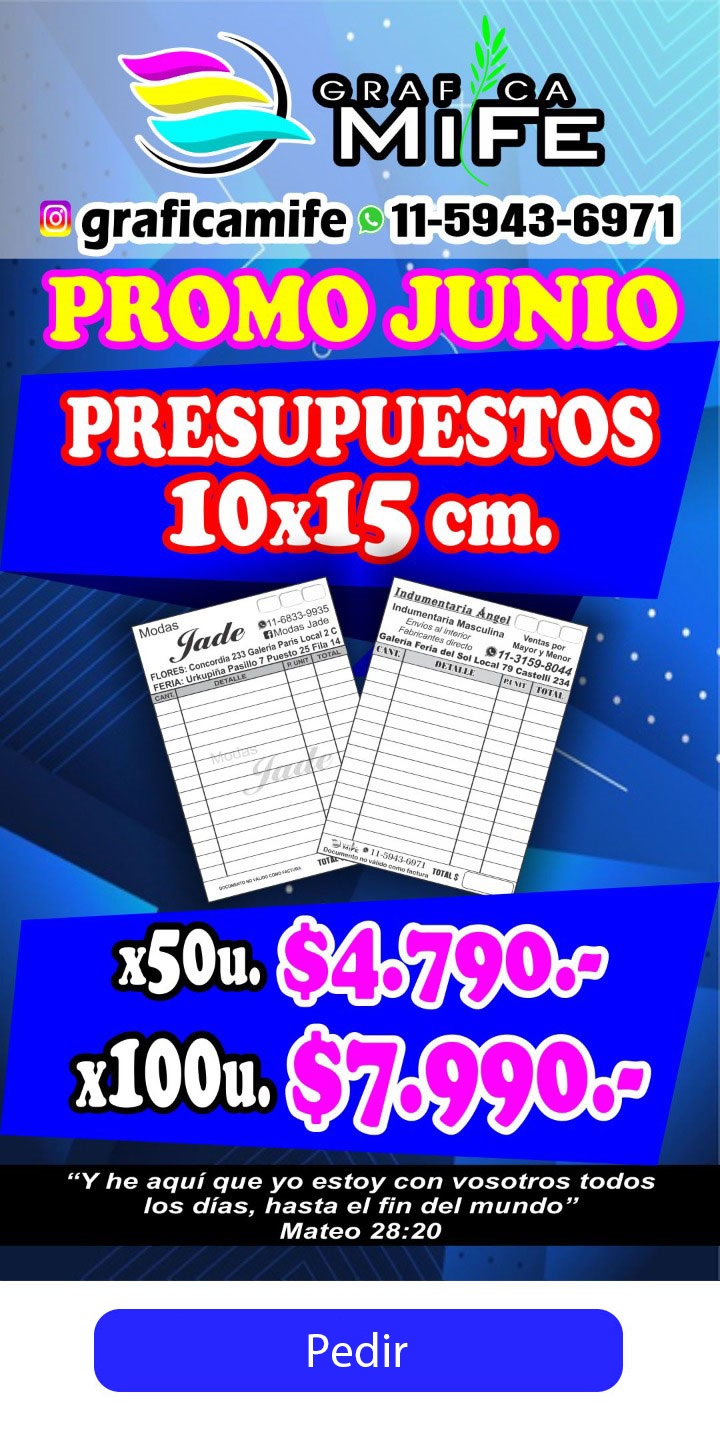 GRAFICA
MIFE
graficamife 11-5943-6971
PROMO JUNIO
PRESUPUESTOS
10x15 cm.
Modas
Jade
11-6833-9935
Modas Jade
FLORES: Concordia 233 Galería Paris Local 2 C
FERIA: Urkupiña Pasillo 7 Puesto 25 Fila 14
CANT. DETALLE P. UNIT TOTAL
Modas
Jade
DOCUMENTO NO VÁLIDO COMO FACTURA
Indumentaria Ángel
Indumentaria Masculina
Envios al interior
Fabricantes directo
Ventas por
Mayor y Menor
11-3159-8044
Galería Feria del Sol Local 79 Castelli 234
CANT. DETALLE P.UNIT TOTAL
MIFE 11-5943-6971
Documento no válido como factura TOTAL $
x50u. $4.790.-
x100u. $7.990.-
“Y he aquí que yo estoy con vosotros todos
los días, hasta el fin del mundo”
Mateo 28:20
Pedir